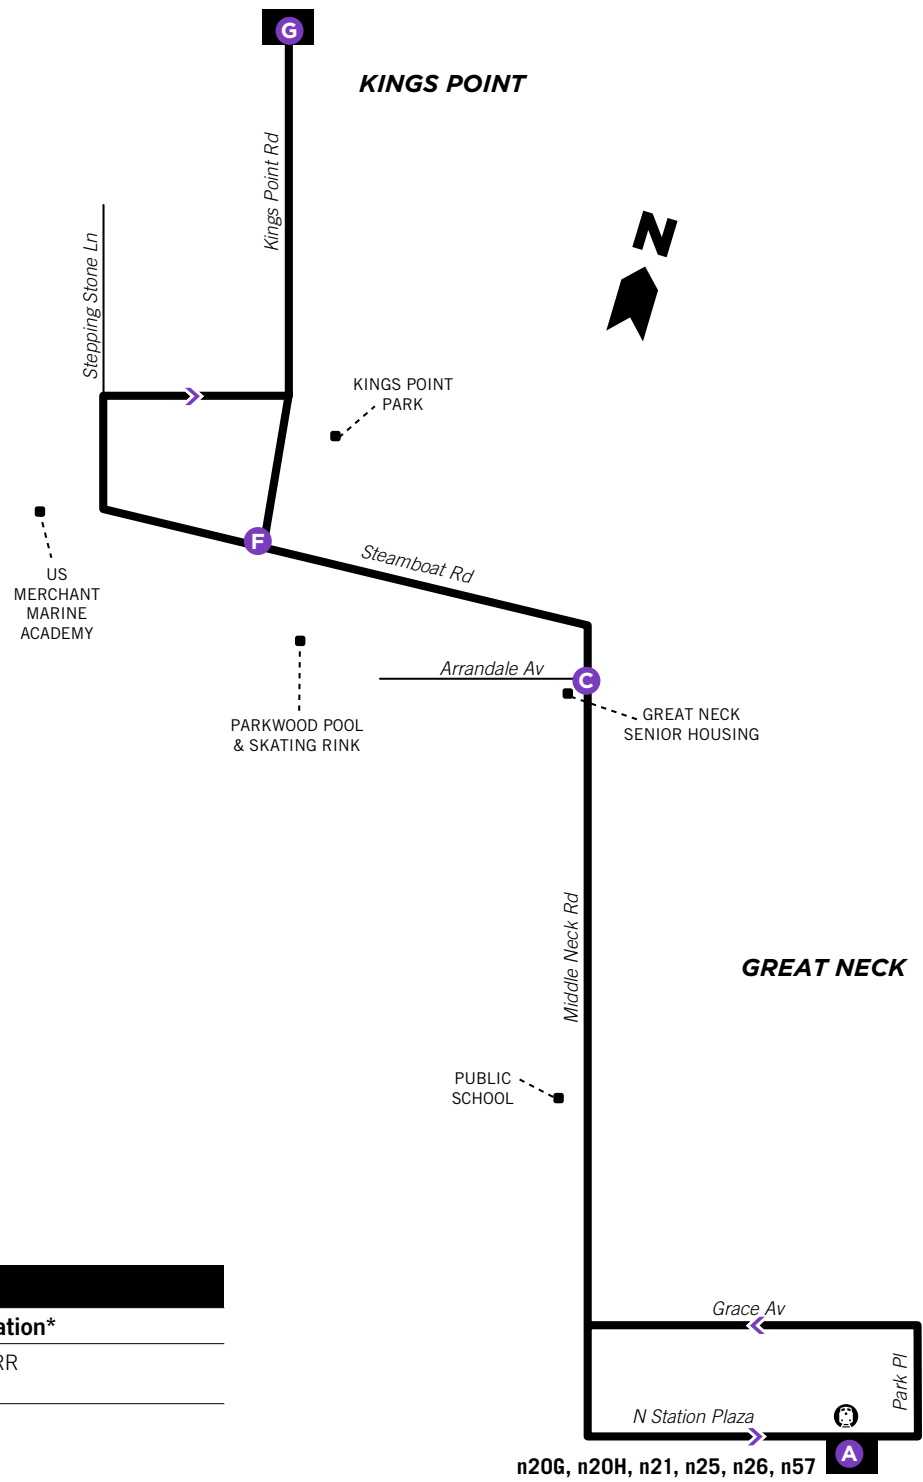 G
KINGS POINT
Kings Point Rd
N
Stepping Stone Ln
KINGS POINT
PARK
US
MERCHANT
MARINE
ACADEMY
F
Steamboat Rd
Arrandale Av
C
PARKWOOD POOL
& SKATING RINK
GREAT NECK
SENIOR HOUSING
Middle Neck Rd
GREAT NECK
PUBLIC
SCHOOL
ation*
RR
Grace Av
Park Pl
N Station Plaza
A
n20G, n20H, n21, n25, n26, n57